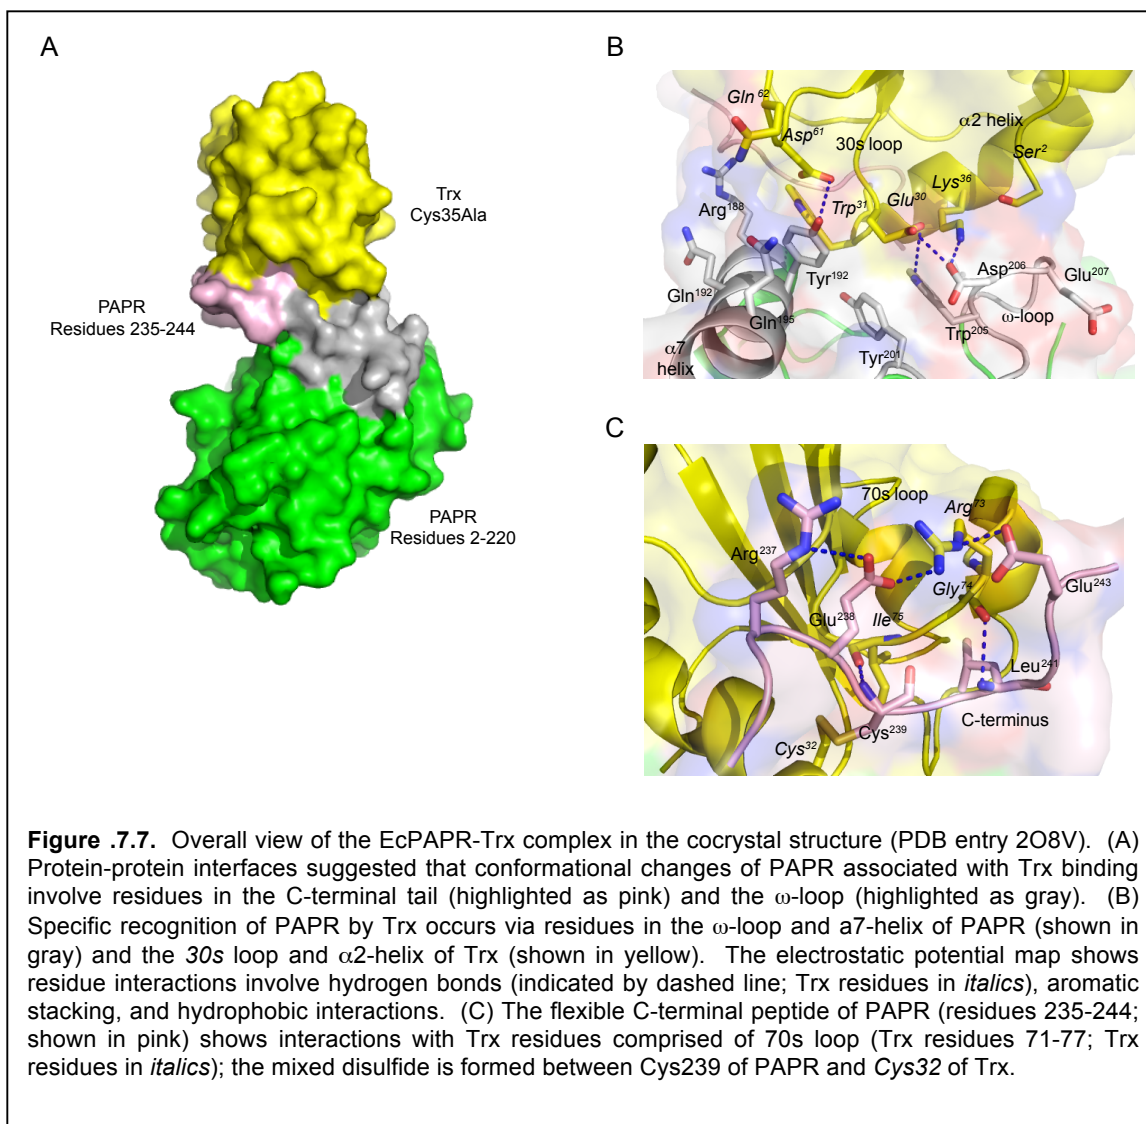 A
Trx
Cys35Ala
PAPR
Residues 235-244
PAPR
Residues 2-220
B
Gln62
Asp61
α2 helix
30s loop
Ser2
Lys36
Arg188
Trp31
Glu30
Asp206
Glu207
Tyr192
Gln192
ω-loop
Gln195
Trp205
α7
helix
Tyr201
C
70s loop
Arg73
Arg237
Gly74
Glu243
Glu238
Ile75
Leu241
C-terminus
Cys32
Cys239
Figure .7.7. Overall view of the EcPAPR-Trx complex in the cocrystal structure (PDB entry 2O8V). (A)
Protein-protein interfaces suggested that conformational changes of PAPR associated with Trx binding
involve residues in the C-terminal tail (highlighted as pink) and the ω-loop (highlighted as gray). (B)
Specific recognition of PAPR by Trx occurs via residues in the ω-loop and a7-helix of PAPR (shown in
gray) and the 30s loop and α2-helix of Trx (shown in yellow). The electrostatic potential map shows
residue interactions involve hydrogen bonds (indicated by dashed line; Trx residues in italics), aromatic
stacking, and hydrophobic interactions. (C) The flexible C-terminal peptide of PAPR (residues 235-244;
shown in pink) shows interactions with Trx residues comprised of 70s loop (Trx residues 71-77; Trx
residues in italics); the mixed disulfide is formed between Cys239 of PAPR and Cys32 of Trx.